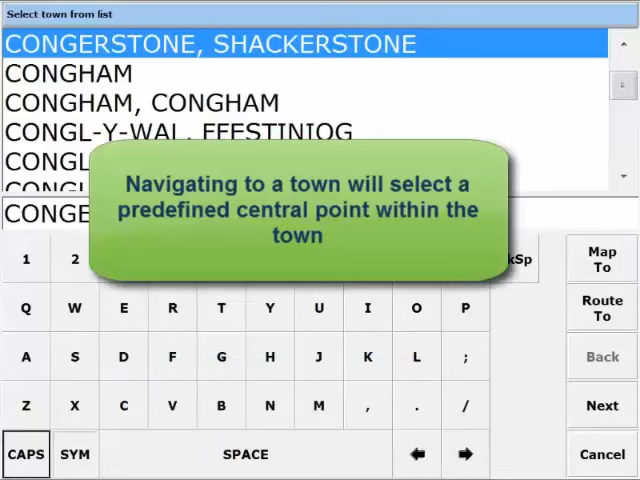 Select town from list
CONGERSTONE, SHACKERSTONE
CONGHAM
CONGHAM, CONGHAM
CONGL-Y-WAL, FFESTINIOG
Navigating to a town will select a
predefined central point within the
town
1 2
Map
To
Q W E R T Y U I O P
Route
To
A S D F G H J K L ;
Back
Z X C V B N M , . /
Next
CAPS SYM SPACE
Cancel